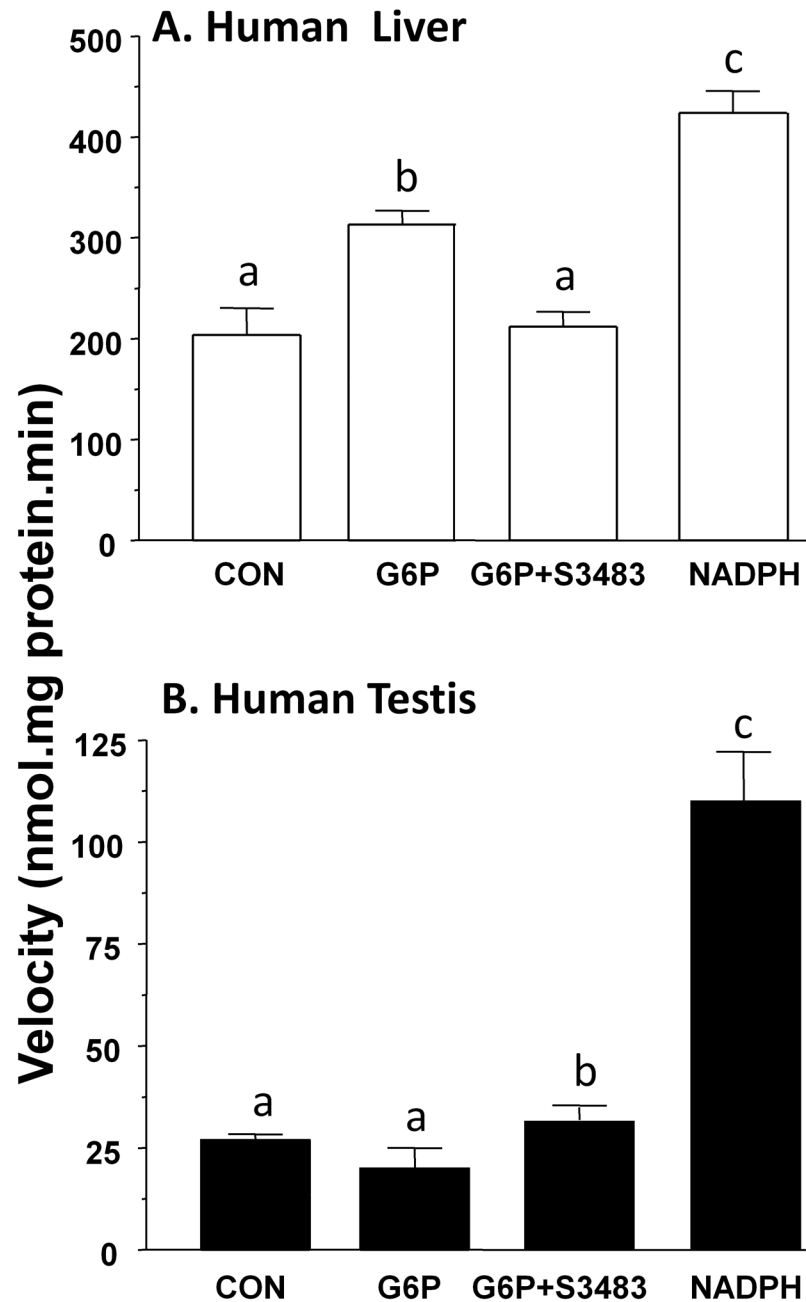 A. Human Liver
500
400
300
200
100
0
a
b
a
c
CON G6P G6P+S3483 NADPH
Velocity (nmol.mg protein.min)
B. Human Testis
125
100
75
50
25
0
a
a
b
c
CON G6P G6P+S3483 NADPH